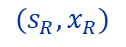 (s_R, x_R)